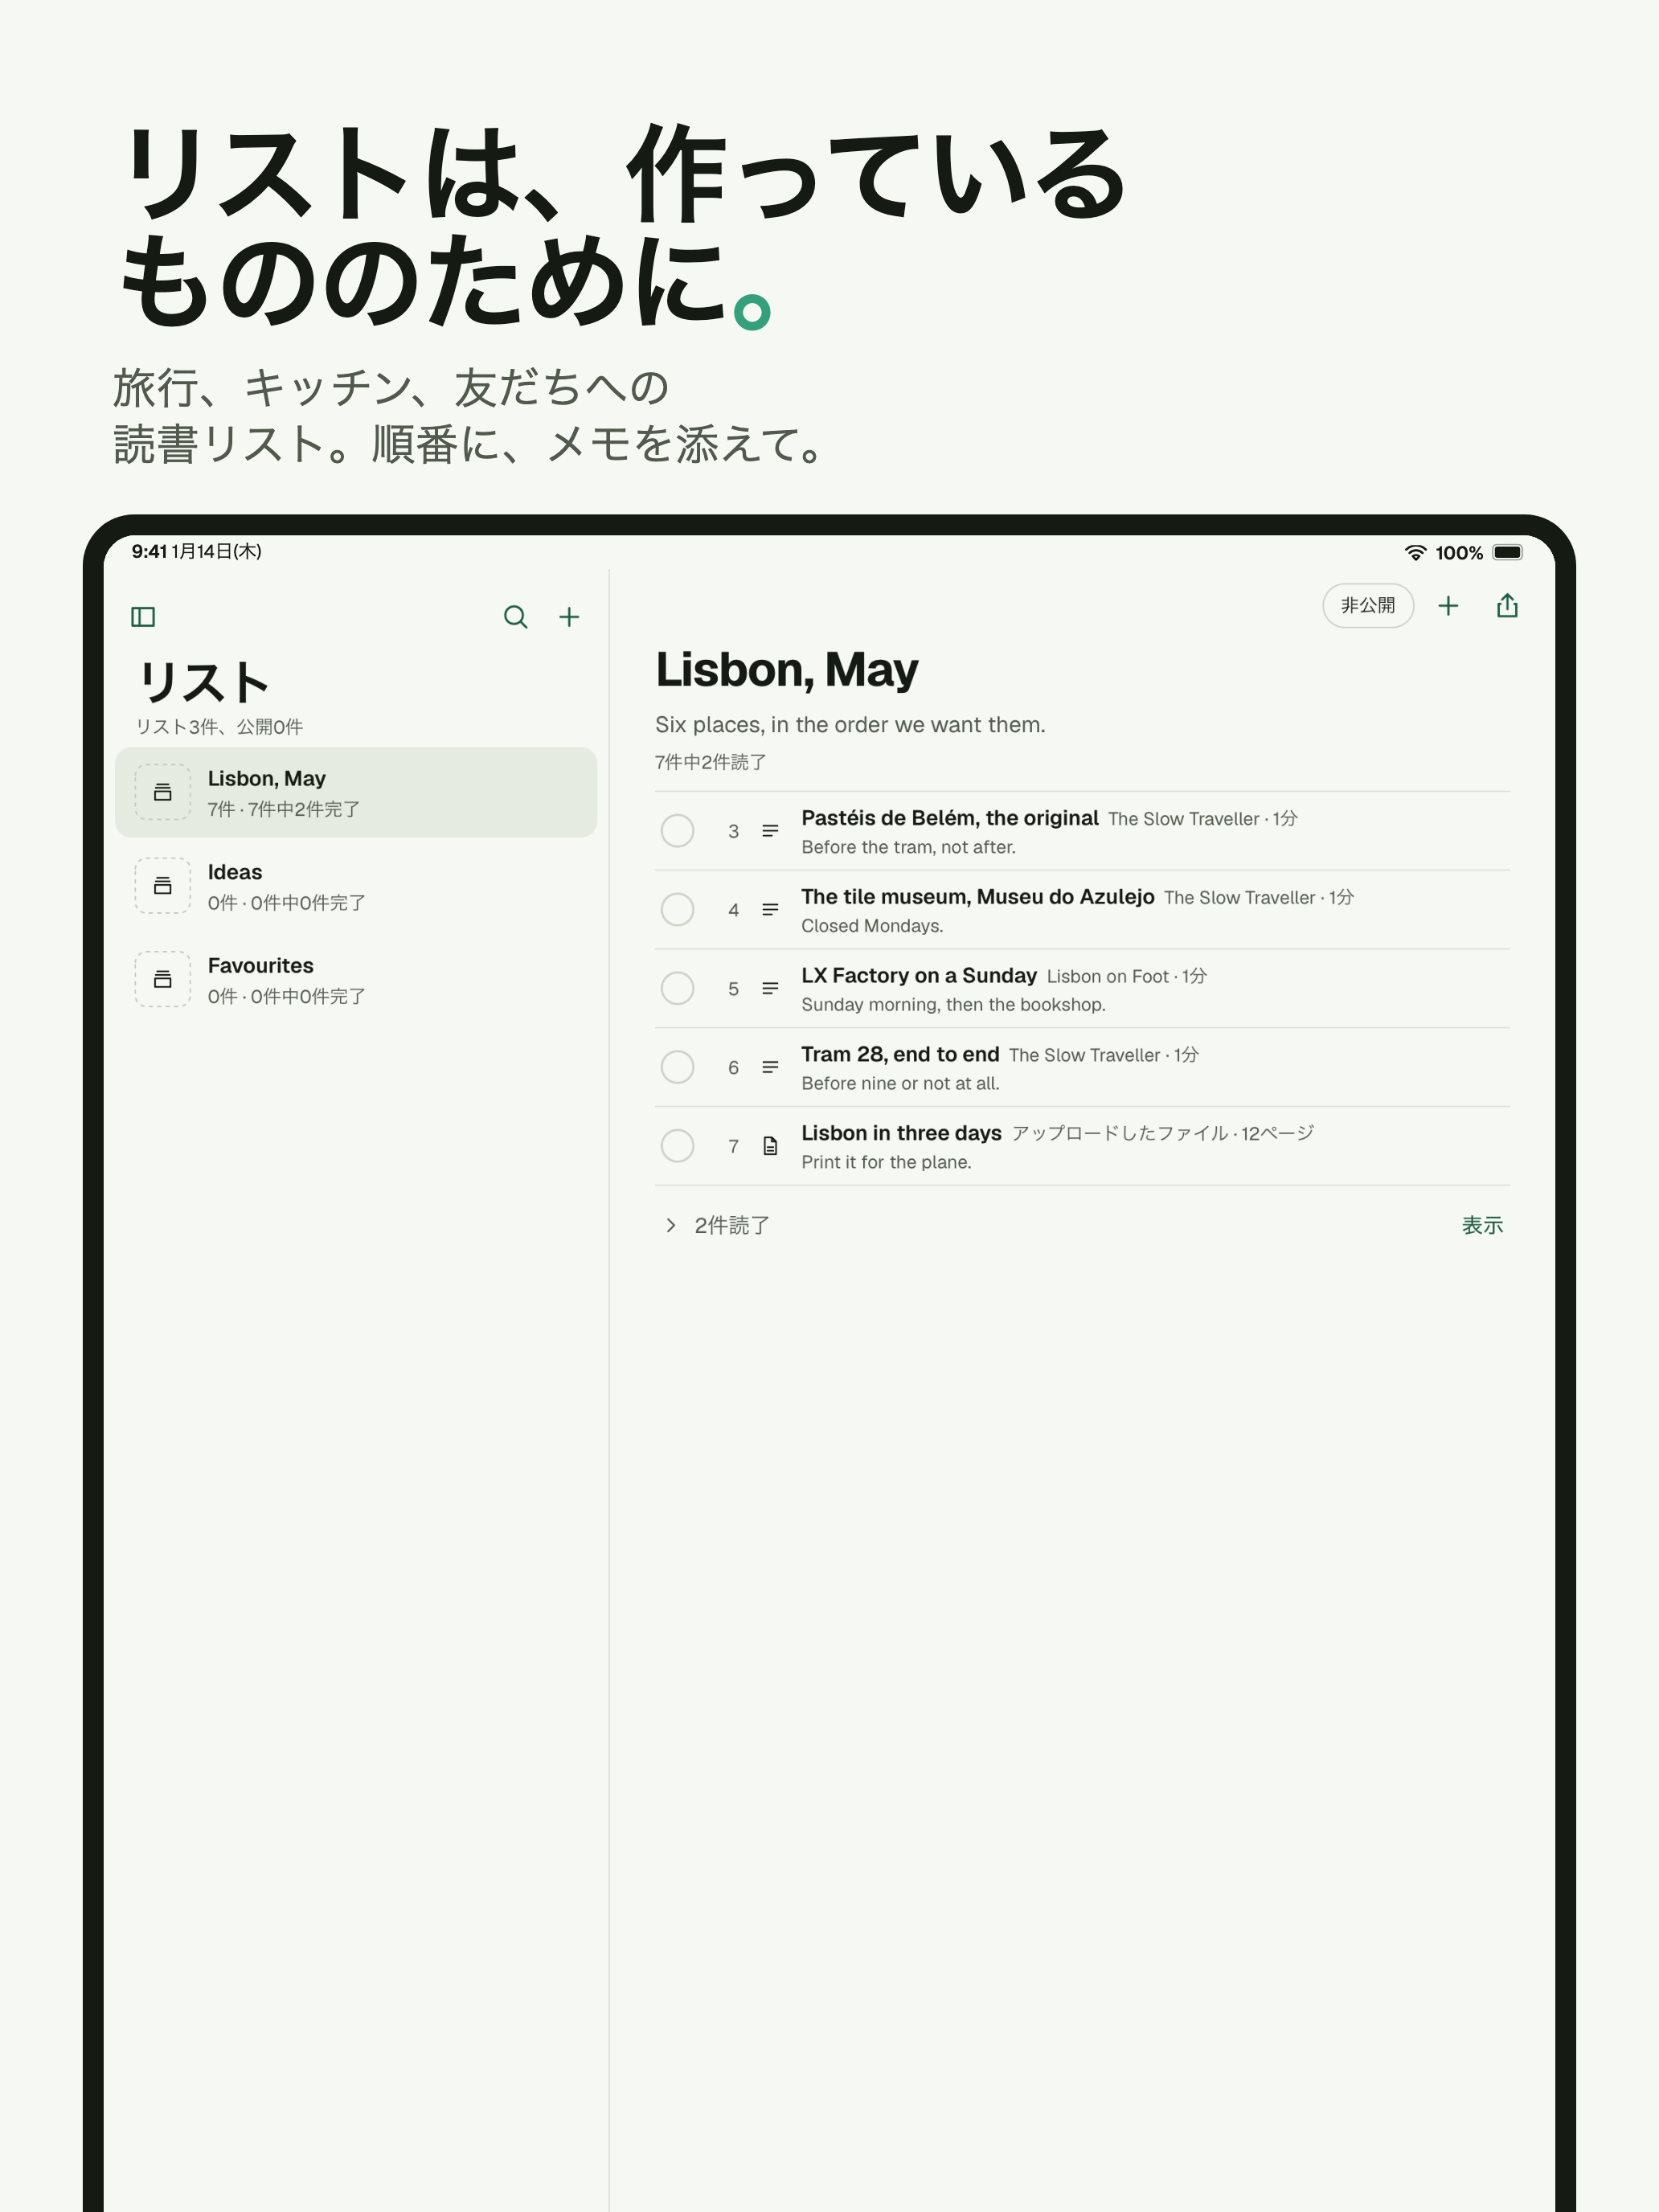 リストは、作っている
もののために。
旅行、キッチン、友だちへの
読書リスト。順番に、メモを添えて。
9:41 1月14日(木)
100%
非公開
リスト
リスト3件、公開0件
Lisbon, May
7件 · 7件中2件完了
Ideas
0件 · 0件中0件完了
Favourites
0件 · 0件中0件完了
Lisbon, May
Six places, in the order we want them.
7件中2件読了
3 Pastéis de Belém, the original The Slow Traveller · 1分
Before the tram, not after.
4 The tile museum, Museu do Azulejo The Slow Traveller · 1分
Closed Mondays.
5 LX Factory on a Sunday Lisbon on Foot · 1分
Sunday morning, then the bookshop.
6 Tram 28, end to end The Slow Traveller · 1分
Before nine or not at all.
7 Lisbon in three days アップロードしたファイル · 12ページ
Print it for the plane.
2件読了 表示